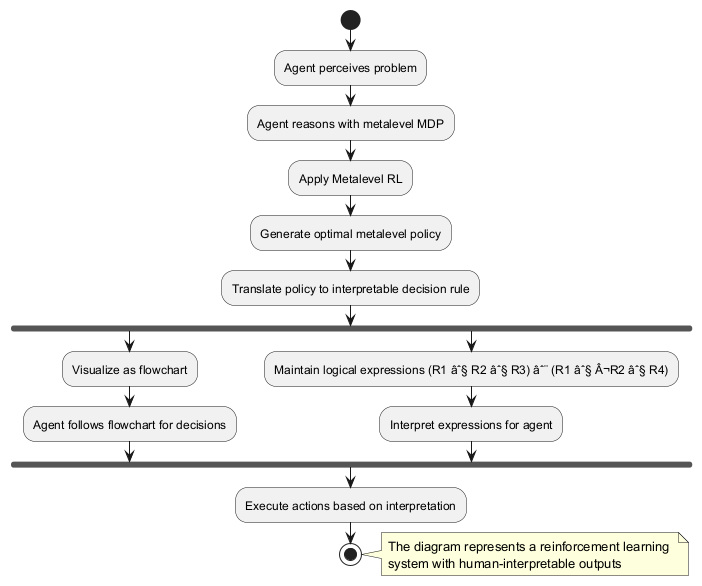 Agent perceives problem
Agent reasons with metalevel MDP
Apply Metalevel RL
Generate optimal metalevel policy
Translate policy to interpretable decision rule
Visualize as flowchart
Maintain logical expressions (R1 âˆ§ R2 âˆ§ R3) âˆ¨ (R1 âˆ§ Â¬R2 âˆ§ R4)
Agent follows flowchart for decisions
Interpret expressions for agent
Execute actions based on interpretation
The diagram represents a reinforcement learning
system with human-interpretable outputs